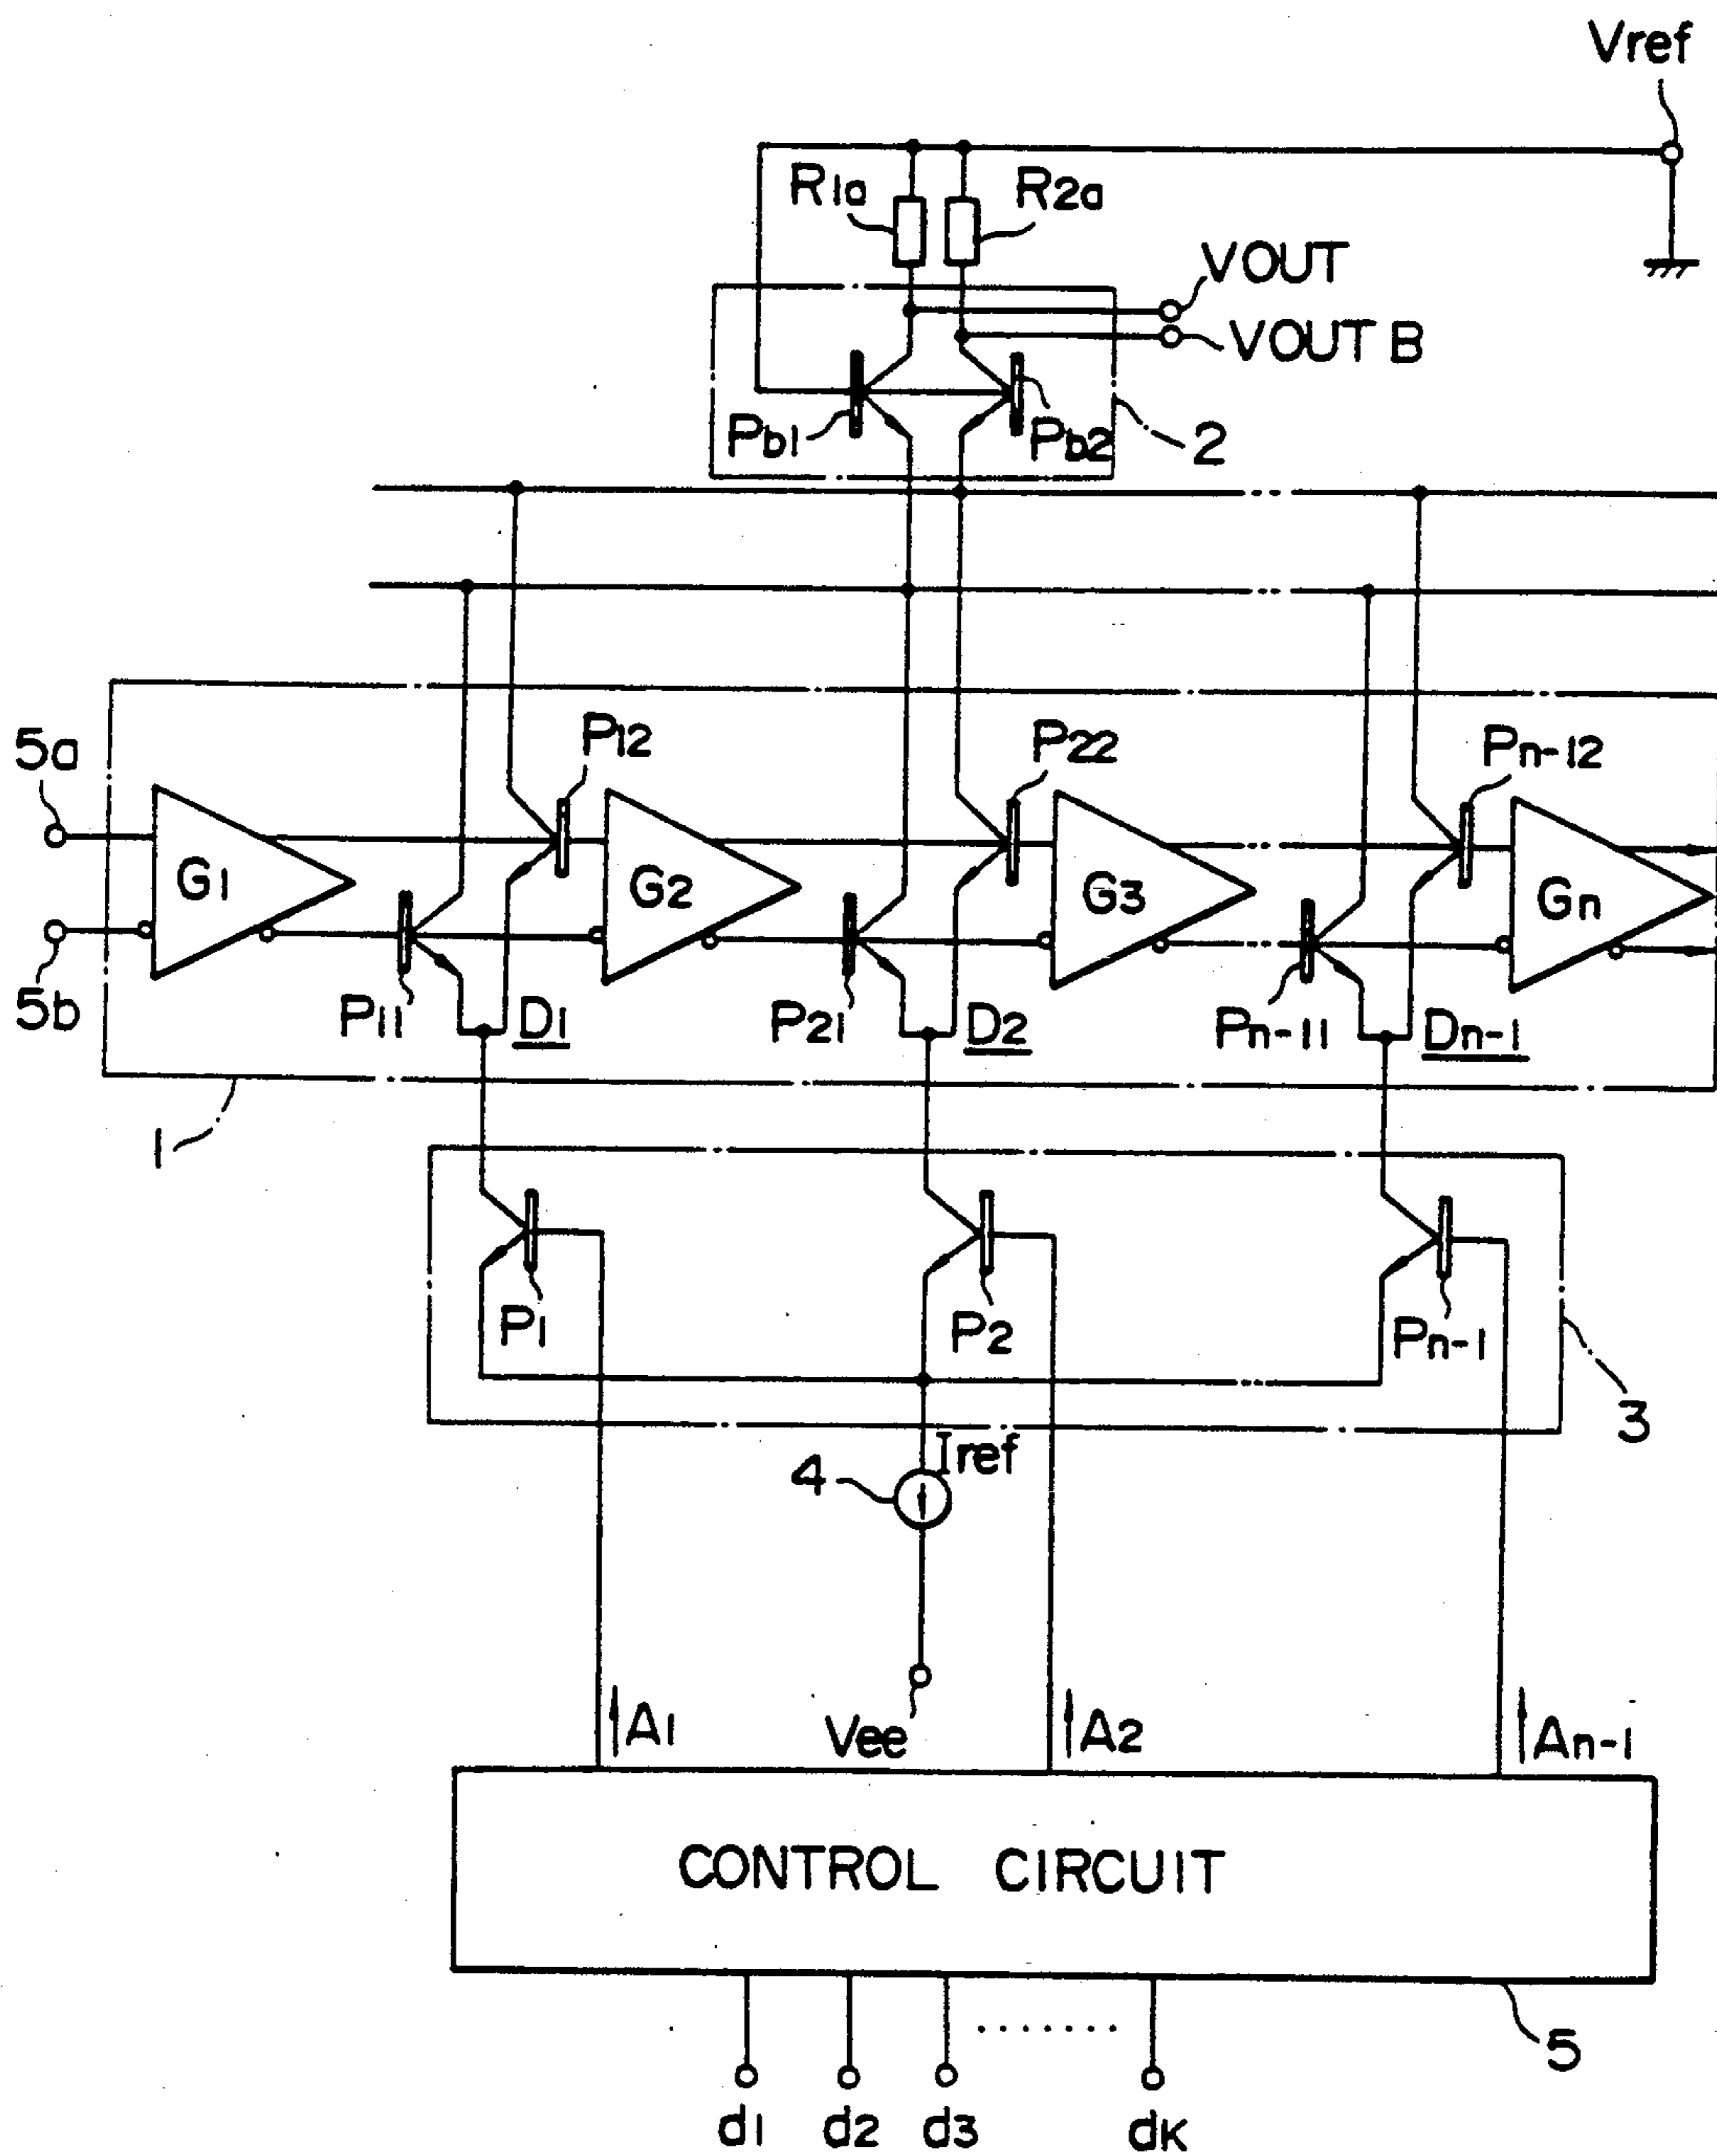 Vref
R1a
R2a
VOUT
VOUT B
Pb1
Pb2
2
5a
P12
P22
Pn-12
G1
G2
G3
Gn
5b
P11
D1
P21
D2
Pn-11
Dn-1
1
P1
P2
Pn-1
3
4
Iref
Vee
A1
A2
An-1
CONTROL CIRCUIT
5
d1
d2
d3
dK